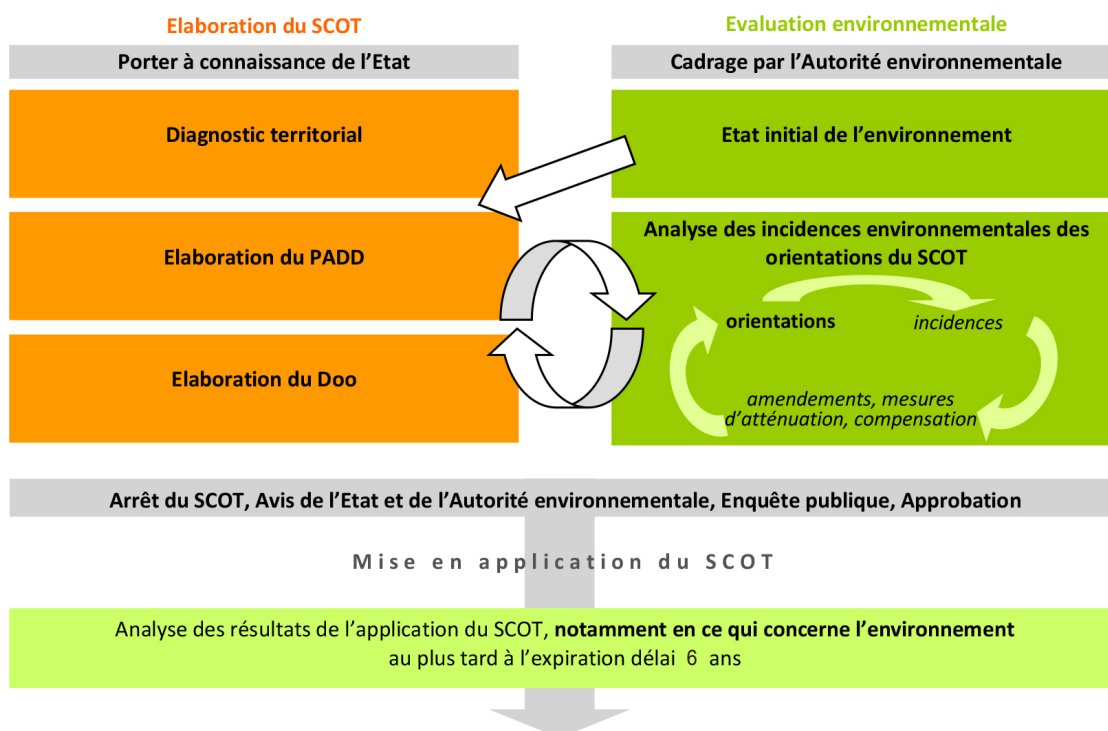 Elaboration du SCOT
Evaluation environnementale
Porter à connaissance de l'Etat
Cadrage par l'Autorité environnementale
Diagnostic territorial
Etat initial de l'environnement
Elaboration du PADD
Analyse des incidences environnementales des
orientations du SCOT
orientations
incidences
Elaboration du Doo
amendements, mesures
d'atténuation, compensation
Arrêt du SCOT, Avis de l'Etat et de l'Autorité environnementale, Enquête publique, Approbation
Mise en application du SCOT
Analyse des résultats de l'application du SCOT, notamment en ce qui concerne l'environnement
au plus tard à l'expiration délai 6 ans